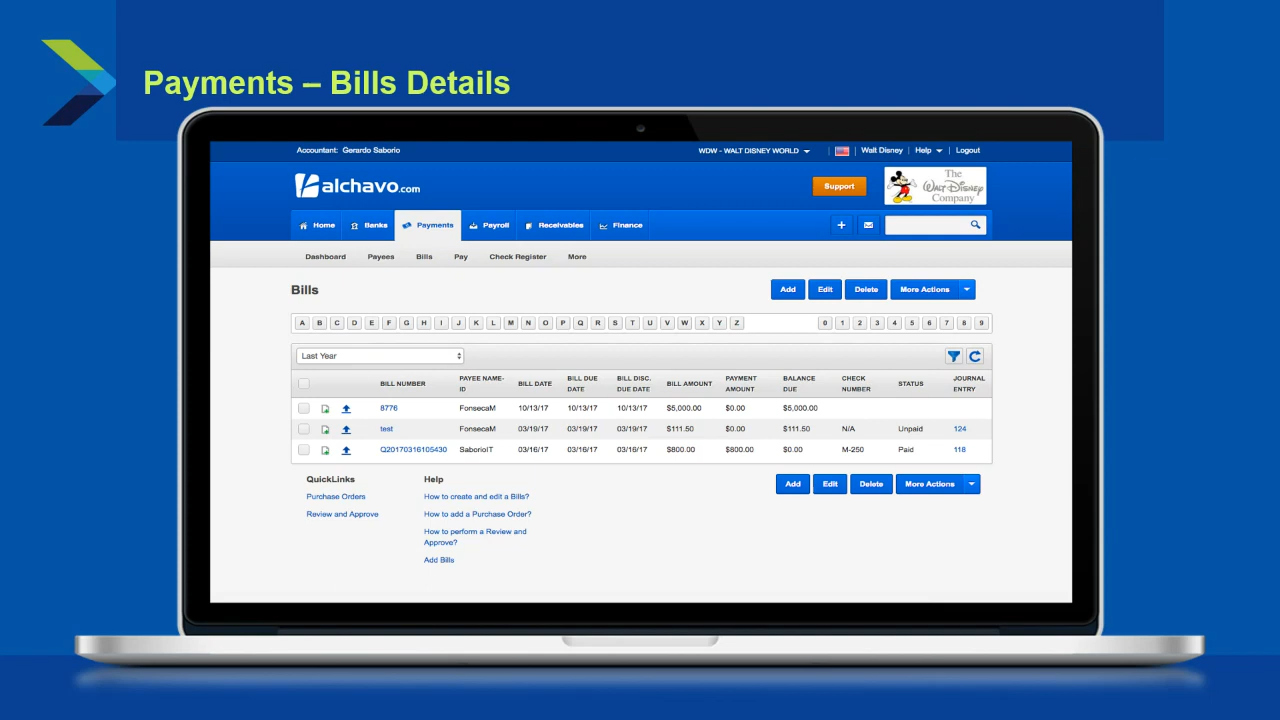 Payments – Bills Details
Accountant: Gerardo Saborio
WDW - WALT DISNEY WORLD
Walt Disney
Help
Logout
alchavo.com
Support
The
Walt Disney
Company
Home
Banks
Payments
Payroll
Receivables
Finance
Dashboard
Payees
Bills
Pay
Check Register
More
Bills
Add
Edit
Delete
More Actions
A B C D E F G H I J K L M N O P Q R S T U V W X Y Z 0 1 2 3 4 5 6 7 8 9
Last Year
BILL NUMBER
PAYEE NAME-
ID
BILL DATE
BILL DUE
DATE
BILL DISC.
DUE DATE
BILL AMOUNT
PAYMENT
AMOUNT
BALANCE
DUE
CHECK
NUMBER
STATUS
JOURNAL
ENTRY
8776 FonsecaM 10/13/17 10/13/17 10/13/17 $5,000.00 $0.00 $5,000.00
test FonsecaM 03/19/17 03/19/17 03/19/17 $111.50 $0.00 $111.50 N/A Unpaid 124
Q20170316105430 SaborioIT 03/16/17 03/16/17 03/16/17 $800.00 $800.00 $0.00 M-250 Paid 118
QuickLinks
Purchase Orders
Review and Approve
Help
How to create and edit a Bills?
How to add a Purchase Order?
How to perform a Review and
Approve?
Add Bills
Add
Edit
Delete
More Actions